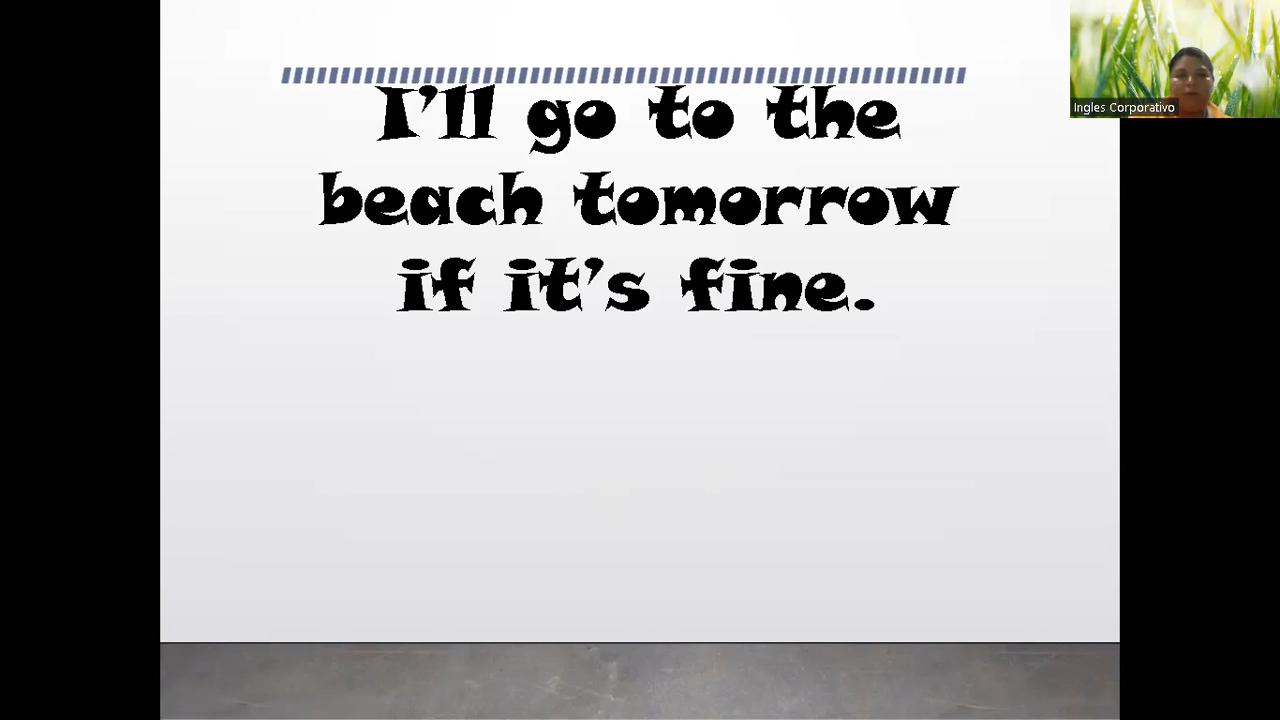 I'll go to the
beach tomorrow
if it's fine.
Ingles Corporativo